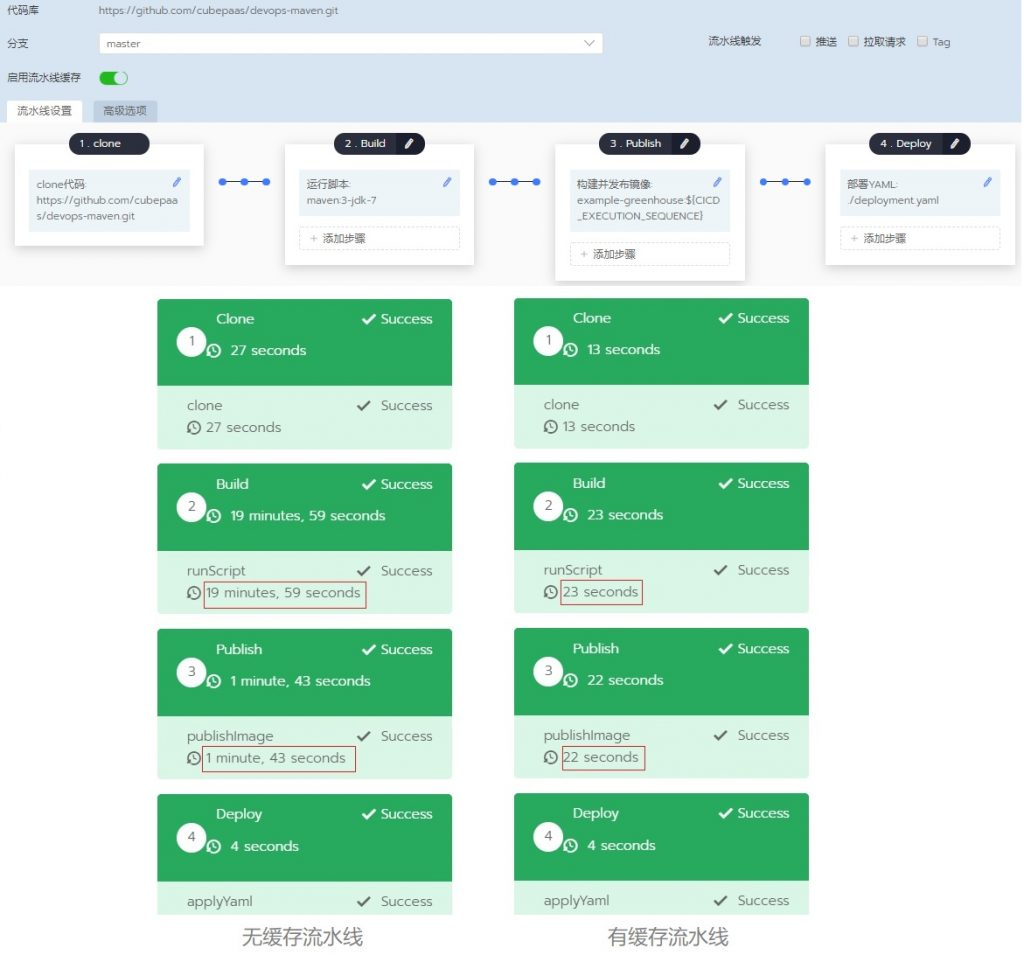 代码库 https://github.com/cubepaas/devops-maven.git
分支 master 流水线触发 推送 拉取请求 Tag
启用流水线缓存
流水线设置 高级选项
1 . clone
clone代码:
https://github.com/cubepaa
s/devops-maven.git
2 . Build
运行脚本:
maven:3-jdk-7
+ 添加步骤
3 . Publish
构建并发布镜像:
example-greenhouse:${CICD
_EXECUTION_SEQUENCE}
+ 添加步骤
4 . Deploy
部署YAML:
./deployment.yaml
+ 添加步骤
Clone Success
1 27 seconds
clone Success
27 seconds
Build Success
2 19 minutes, 59 seconds
runScript Success
19 minutes, 59 seconds
Publish Success
3 1 minute, 43 seconds
publishImage Success
1 minute, 43 seconds
Deploy Success
4 4 seconds
applyYaml Success
无缓存流水线
Clone Success
1 13 seconds
clone Success
13 seconds
Build Success
2 23 seconds
runScript Success
23 seconds
Publish Success
3 22 seconds
publishImage Success
22 seconds
Deploy Success
4 4 seconds
applyYaml Success
有缓存流水线